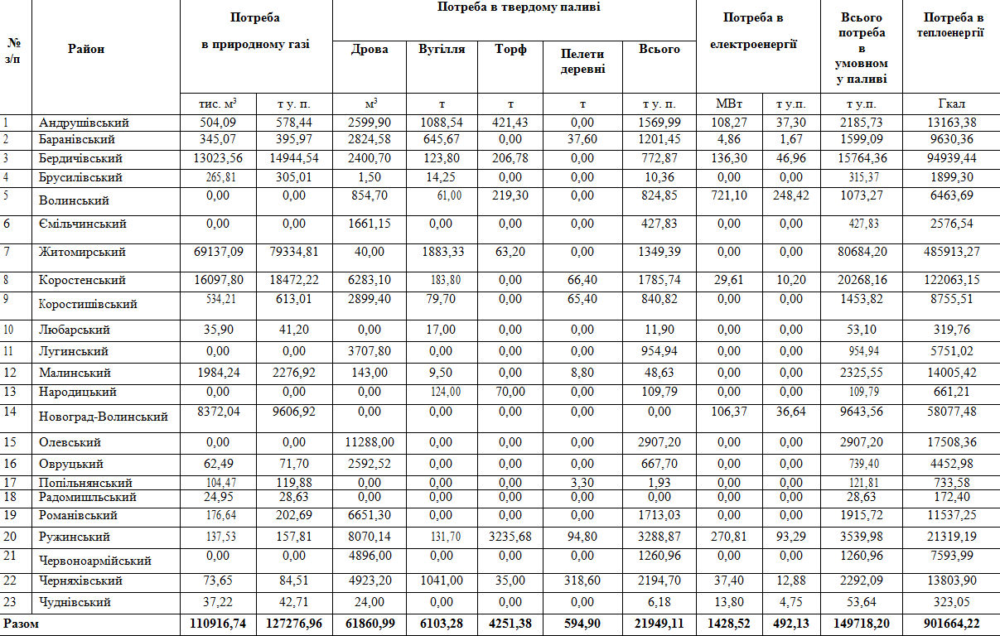 № з/п Район Потреба в природному газі Потреба в твердому паливі Потреба в електроенергії Всього потреба в умовному паливі Потреба в теплоенергії
Дрова Вугілля Торф Пелети деревні Всього
тис. м³ т у. п. м³ т т т т у. п. МВт т у.п. т у.п. Гкал
1 Андрушівський 504,09 578,44 2599,90 1088,54 421,43 0,00 1569,99 108,27 37,30 2185,73 13163,38
2 Баранівський 345,07 395,97 2824,58 645,67 0,00 37,60 1201,45 4,86 1,67 1599,09 9630,36
3 Бердичівський 13023,56 14944,54 2400,70 123,80 206,78 0,00 772,87 136,30 46,96 15764,36 94939,44
4 Брусилівський 265,81 305,01 1,50 14,25 0,00 0,00 10,36 0,00 0,00 315,37 1899,30
5 Волинський 0,00 0,00 854,70 61,00 219,30 0,00 824,85 721,10 248,42 1073,27 6463,69
6 Ємільчинський 0,00 0,00 1661,15 0,00 0,00 0,00 427,83 0,00 0,00 427,83 2576,54
7 Житомирський 69137,09 79334,81 40,00 1883,33 63,20 0,00 1349,39 0,00 0,00 80684,20 485913,27
8 Коростенський 16097,80 18472,22 6283,10 183,80 0,00 66,40 1785,74 29,61 10,20 20268,16 122063,15
9 Коростишівський 534,21 613,01 2899,40 79,70 0,00 65,40 840,82 0,00 0,00 1453,82 8755,51
10 Любарський 35,90 41,20 0,00 17,00 0,00 0,00 11,90 0,00 0,00 53,10 319,76
11 Лугинський 0,00 0,00 3707,80 0,00 0,00 0,00 954,94 0,00 0,00 954,94 5751,02
12 Малинський 1984,24 2276,92 143,00 9,50 0,00 8,80 48,63 0,00 0,00 2325,55 14005,42
13 Народицький 0,00 0,00 0,00 124,00 70,00 0,00 109,79 0,00 0,00 109,79 661,21
14 Новоград-Волинський 8372,04 9606,92 0,00 0,00 0,00 0,00 0,00 106,37 36,64 9643,56 58077,48
15 Олевський 0,00 0,00 11288,00 0,00 0,00 0,00 2907,20 0,00 0,00 2907,20 17508,36
16 Овруцький 62,49 71,70 2592,52 0,00 0,00 0,00 667,70 0,00 0,00 739,40 4452,98
17 Попільнянський 104,47 119,88 0,00 0,00 0,00 3,30 1,93 0,00 0,00 121,81 733,58
18 Радомишльський 24,95 28,63 0,00 0,00 0,00 0,00 0,00 0,00 0,00 28,63 172,40
19 Романівський 176,64 202,69 6651,30 0,00 0,00 0,00 1713,03 0,00 0,00 1915,72 11537,25
20 Ружинський 137,53 157,81 8070,14 131,70 3235,68 94,80 3288,87 270,81 93,29 3539,98 21319,19
21 Червоноармійський 0,00 0,00 4896,00 0,00 0,00 0,00 1260,96 0,00 0,00 1260,96 7593,99
22 Черняхівський 73,65 84,51 4923,20 1041,00 35,00 318,60 2194,70 37,40 12,88 2292,09 13803,90
23 Чуднівський 37,22 42,71 24,00 0,00 0,00 0,00 6,18 13,80 4,75 53,64 323,05
Разом 110916,74 127276,96 61860,99 6103,28 4251,38 594,90 21949,11 1428,52 492,13 149718,20 901664,22